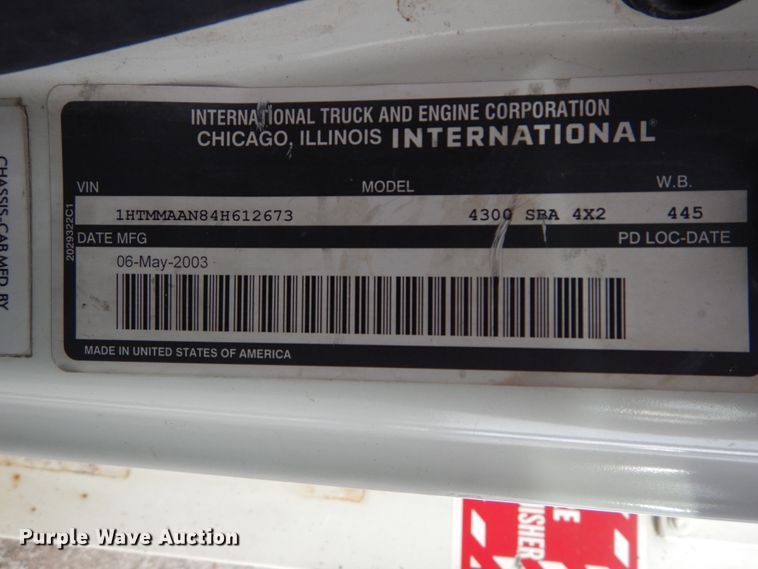 INTERNATIONAL TRUCK AND ENGINE CORPORATION
CHICAGO, ILLINOIS INTERNATIONAL®
VIN MODEL W.B.
1HTMMAAN84H612673 4300 SBA 4X2 445
DATE MFG PD LOC-DATE
06-May-2003
MADE IN UNITED STATES OF AMERICA
2029322C1
CHASSIS-CAB MFD. BY
Purple Wave Auction